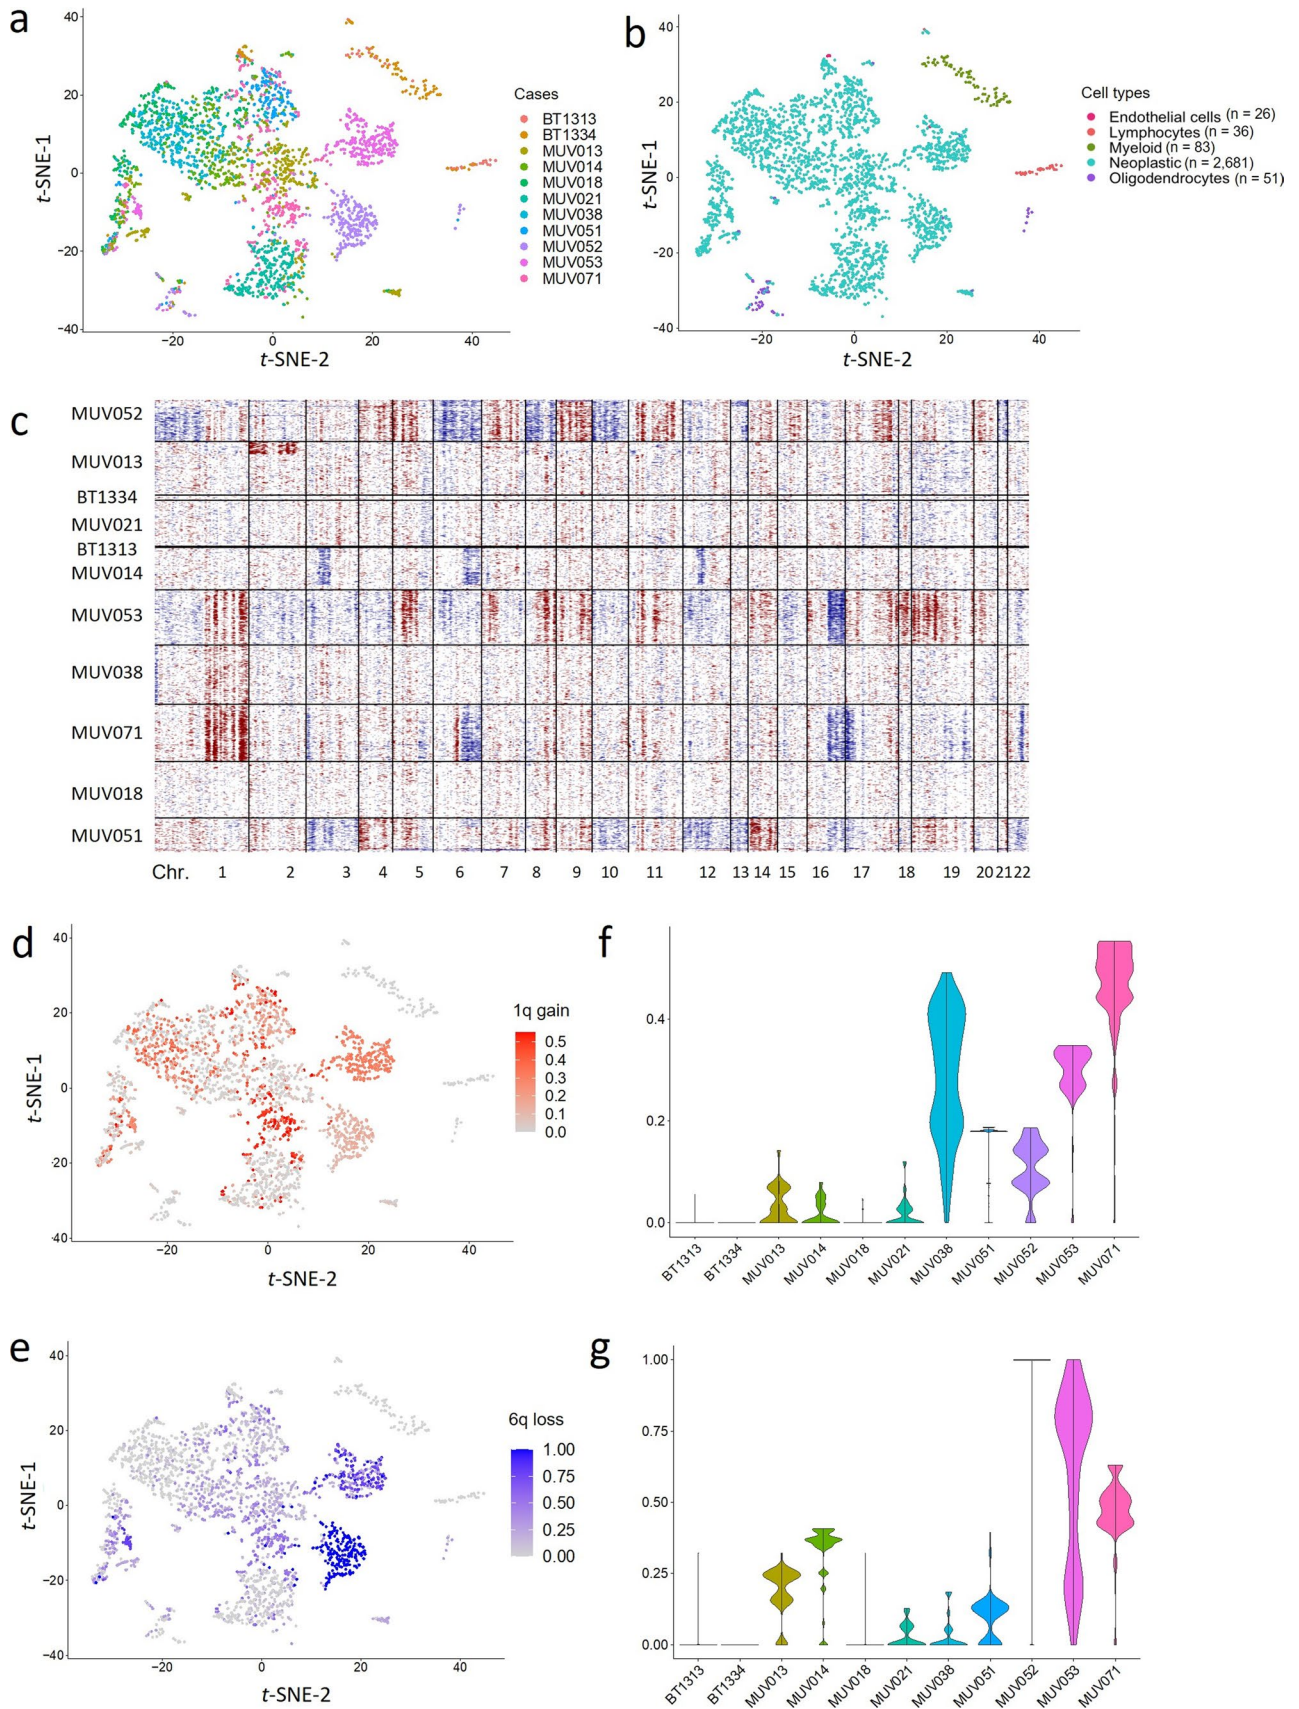 a
40
20
0
−20
−40
t-SNE-1
−20
0
20
40
t-SNE-2
Cases
BT1313
BT1334
MUV013
MUV014
MUV018
MUV021
MUV038
MUV051
MUV052
MUV053
MUV071
b
40
20
0
−20
−40
t-SNE-1
−20
0
20
40
t-SNE-2
Cell types
Endothelial cells (n = 26)
Lymphocytes (n = 36)
Myeloid (n = 83)
Neoplastic (n = 2,681)
Oligodendrocytes (n = 51)
c
MUV052
MUV013
BT1334
MUV021
BT1313
MUV014
MUV053
MUV038
MUV071
MUV018
MUV051
Chr. 1 2 3 4 5 6 7 8 9 10 11 12 13 14 15 16 17 18 19 20 21 22
d
40
20
0
−20
40
t-SNE-1
−20
0
20
40
t-SNE-2
1q gain
0.5
0.4
0.3
0.2
0.1
0.0
f
0.4
0.2
0.0
BT1313
BT1334
MUV013
MUV014
MUV018
MUV021
MUV038
MUV051
MUV052
MUV053
MUV071
e
40
20
0
−20
−40
t-SNE-1
−20
0
20
40
t-SNE-2
6q loss
1.00
0.75
0.50
0.25
0.00
g
1.00
0.75
0.50
0.25
0.00
BT1313
BT1334
MUV013
MUV014
MUV018
MUV021
MUV038
MUV051
MUV052
MUV053
MUV071